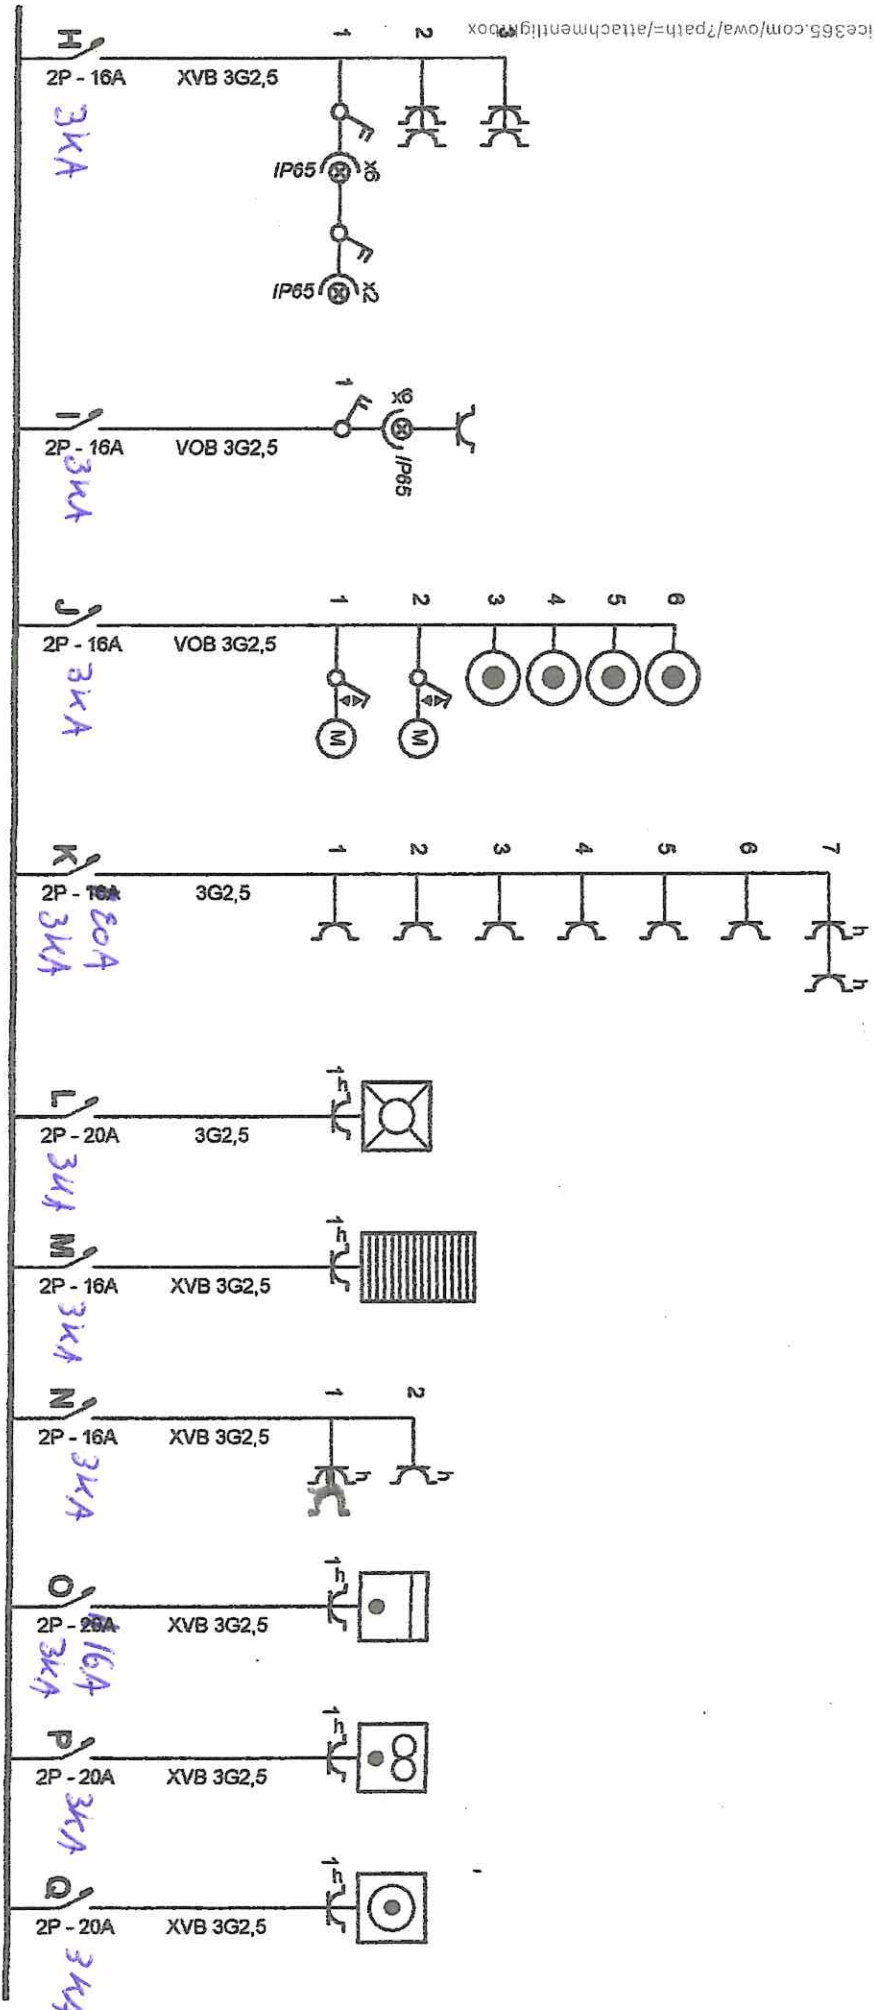 ice365.com/owa/?path=/attachmentlightbox
H 1 2 3
2P - 16A XVB 3G2,5
3KA
IP65 x6
IP65 x2
I 1 x6
2P - 16A VOB 3G2,5 IP65
3KA
J 1 2 3 4 5 6
2P - 16A VOB 3G2,5
3KA
M M
K 1 2 3 4 5 6 7
2P - 16A 3G2,5 h
20A h
3KA
L 1 h
2P - 20A 3G2,5
3KA
M 1 h
2P - 16A XVB 3G2,5
3KA
N 1 2
2P - 16A XVB 3G2,5 h h
3KA
O 1 h
2P - 20A XVB 3G2,5
16A
3KA
P 1 h
2P - 20A XVB 3G2,5
3KA
Q 1 h
2P - 20A XVB 3G2,5
3KA